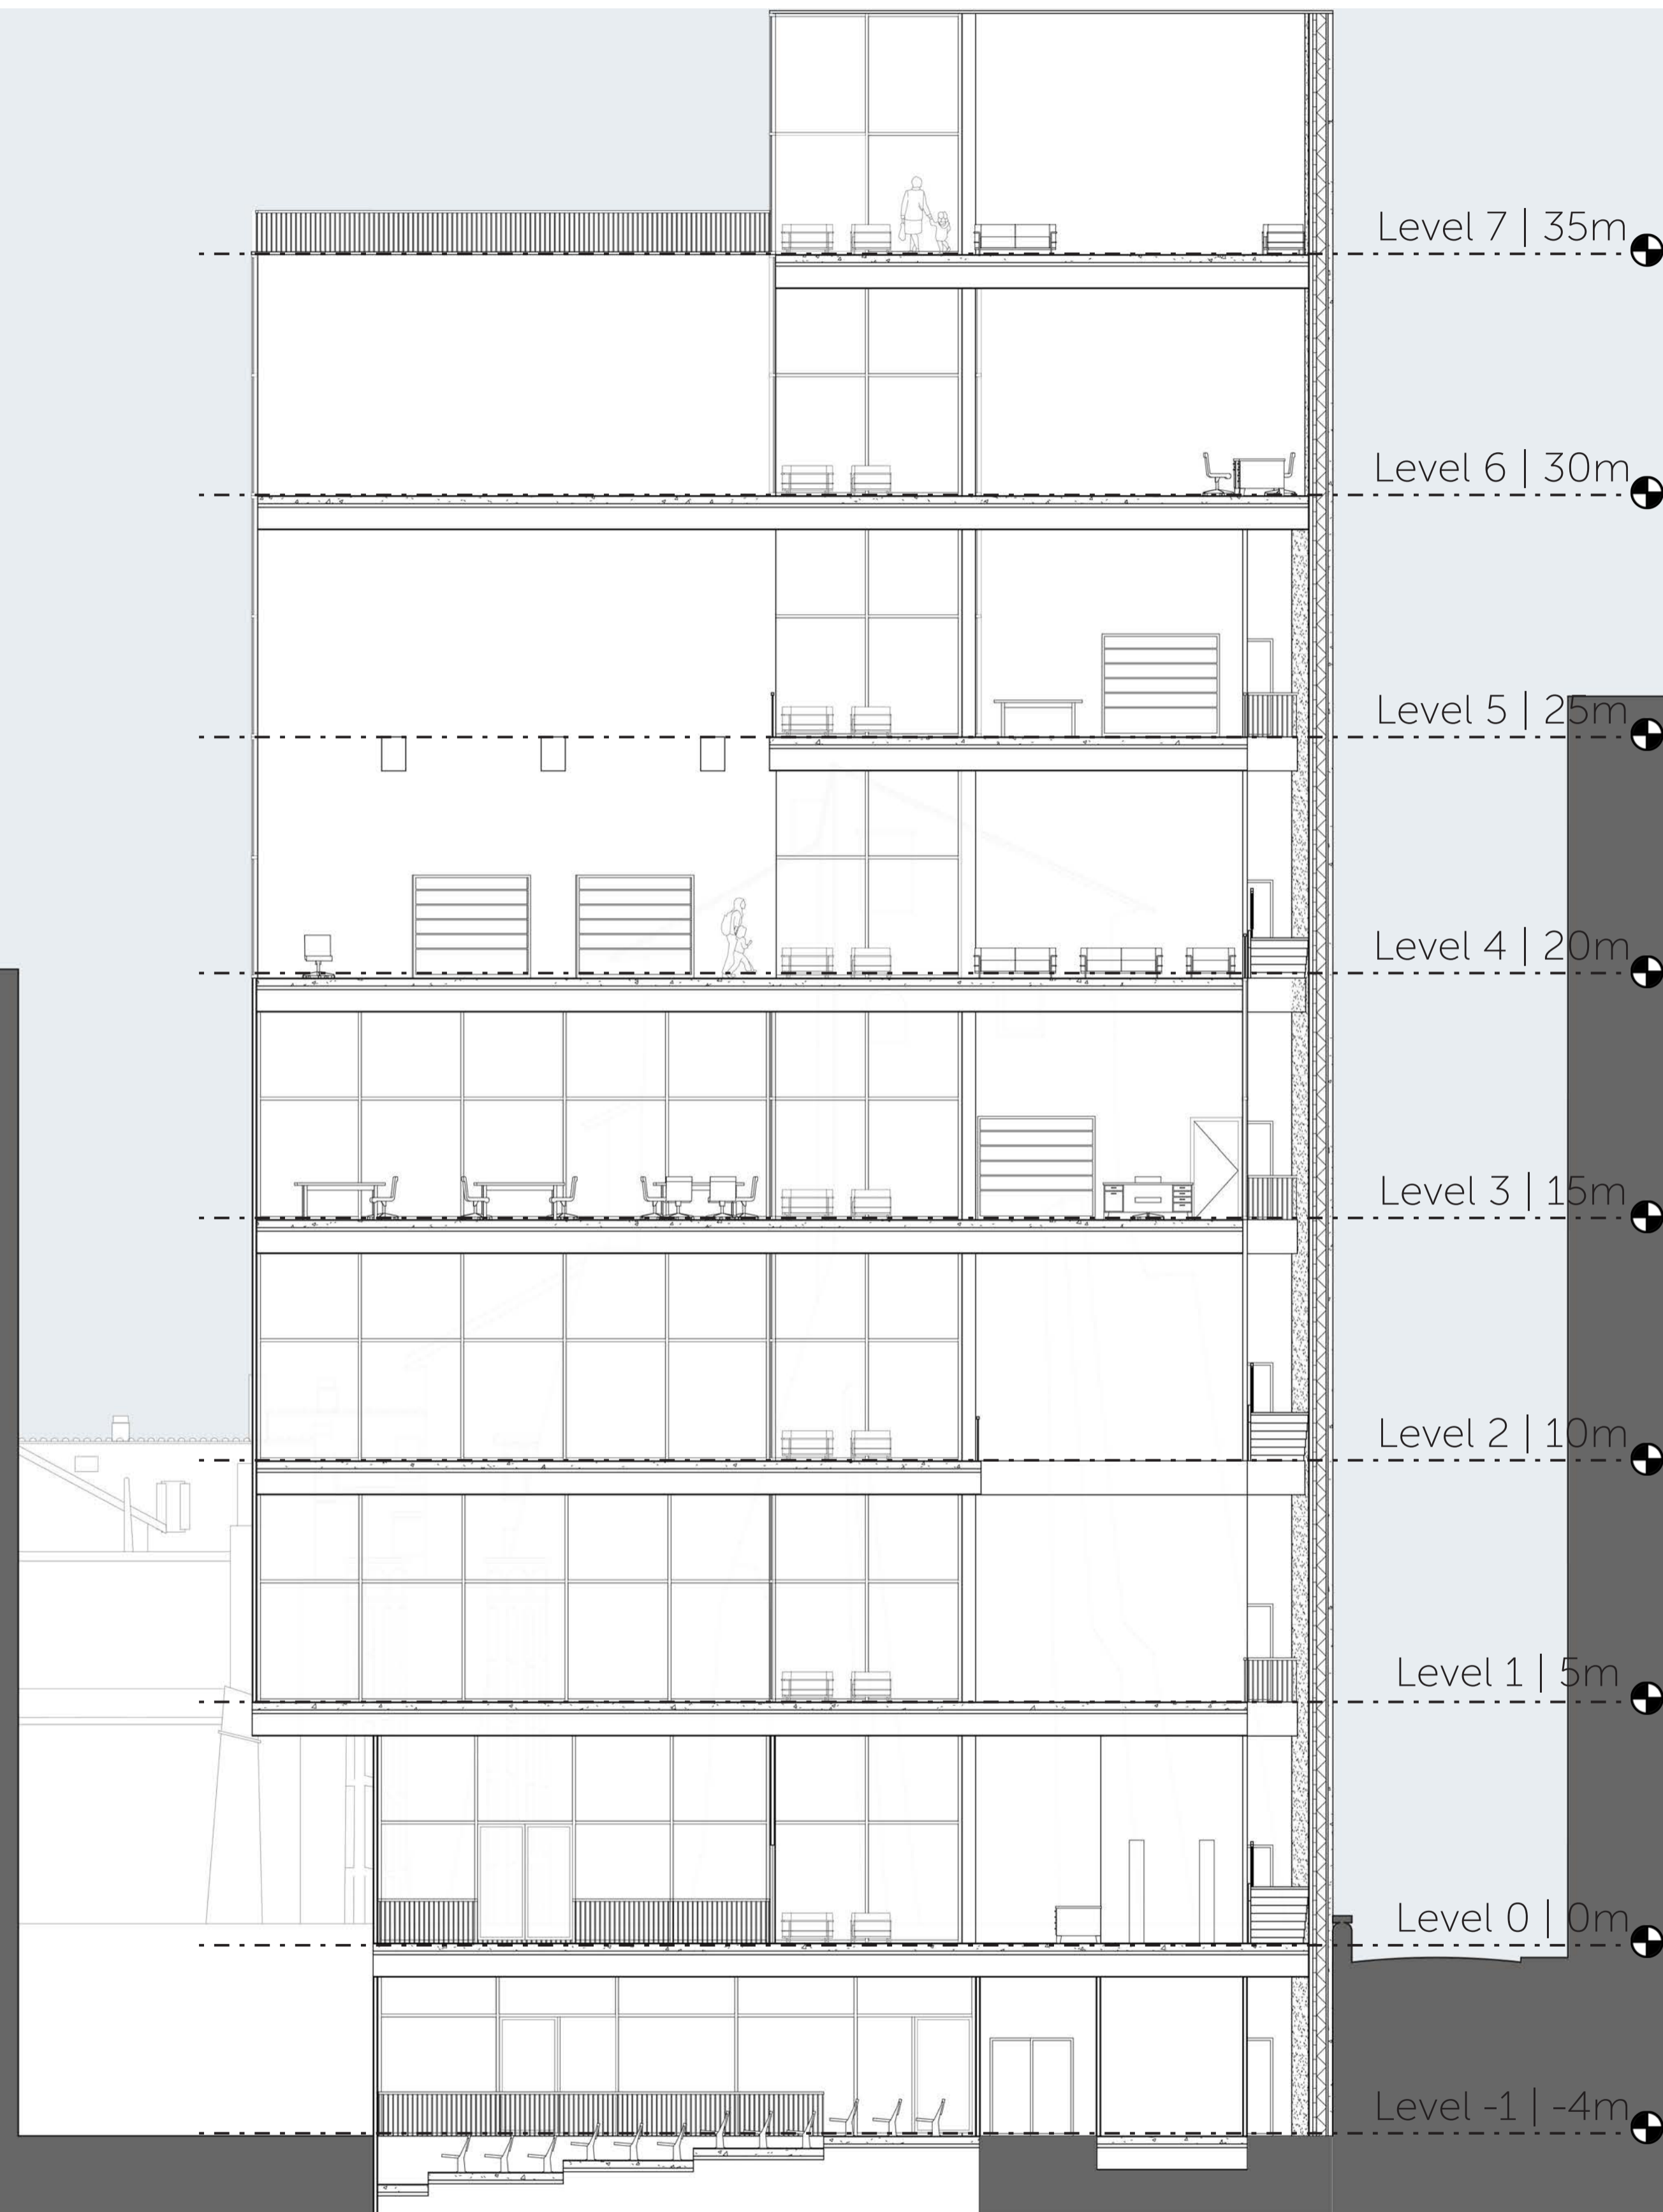 Level 7 | 35m
Level 6 | 30m
Level 5 | 25m
Level 4 | 20m
Level 3 | 15m
Level 2 | 10m
Level 1 | 5m
Level 0 | 0m
Level -1 | -4m